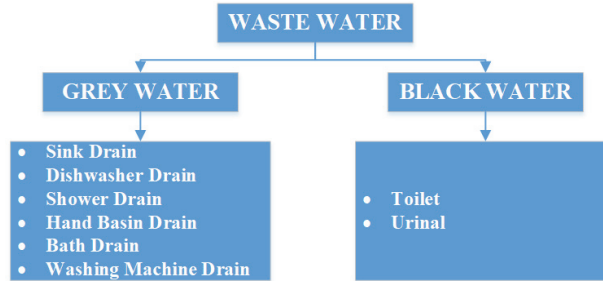 WASTE WATER
GREY WATER
BLACK WATER
• Sink Drain
• Dishwasher Drain
• Shower Drain
• Hand Basin Drain
• Bath Drain
• Washing Machine Drain
• Toilet
• Urinal